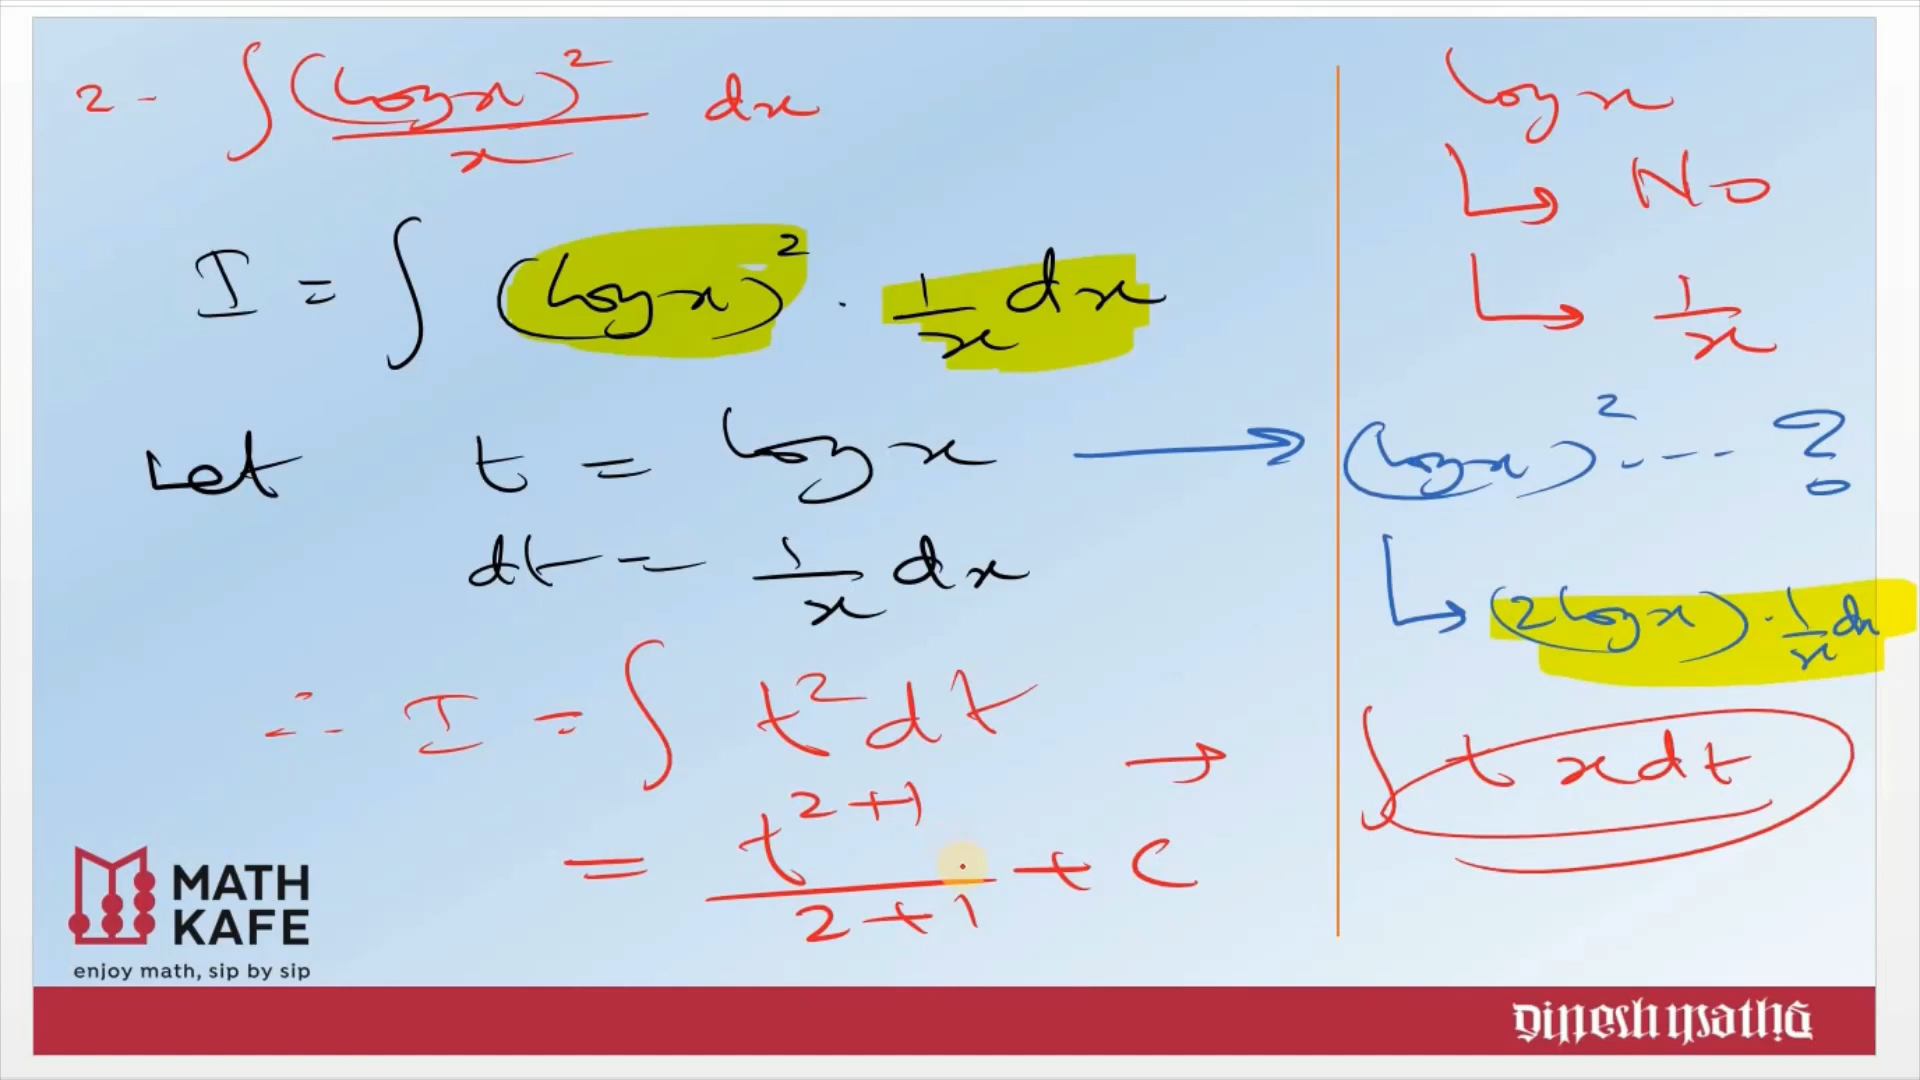 2- ∫ (log x)² / x dx
I = ∫ (log x)² · 1/x dx
Let t = log x →
dt = 1/x dx
∴ I = ∫ t² dt →
= t²⁺¹ / 2+1 + C
log x
↳ No
↳ 1/x
(log x)² ---- ?
↳ (2 log x) · 1/x dx
∫ t x dt
MATH
KAFE
enjoy math, sip by sip
Dinesh Maths